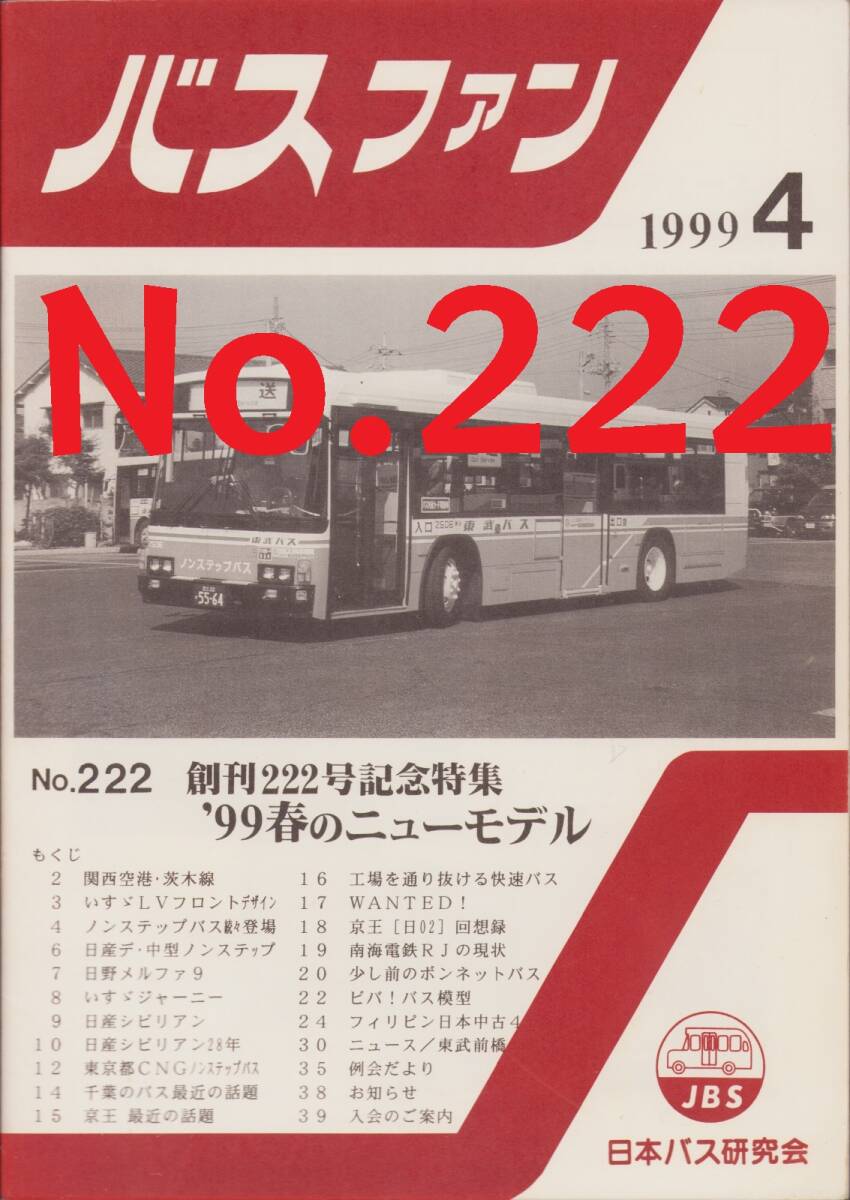 バスファン
1999 4
No.222
送
東武バス
ノンステップバス
55-64
入口 2606 東武バス 出口
No.222 創刊222号記念特集
'99春のニューモデル
もくじ
2 関西空港・茨木線
3 いすゞLVフロントデザイン
4 ノンステップバス続々登場
6 日産デ・中型ノンステップ
7 日野メルファ9
8 いすゞジャーニー
9 日産シビリアン
10 日産シビリアン28年
12 東京都CNGノンステップバス
14 千葉のバス最近の話題
15 京王 最近の話題
16 工場を通り抜ける快速バス
17 WANTED!
18 京王[日02]回想録
19 南海電鉄RJの現状
20 少し前のボンネットバス
22 ビバ!バス模型
24 フィリピン日本中古4
30 ニュース/東武前橋
35 例会だより
38 お知らせ
39 入会のご案内
JBS
日本バス研究会